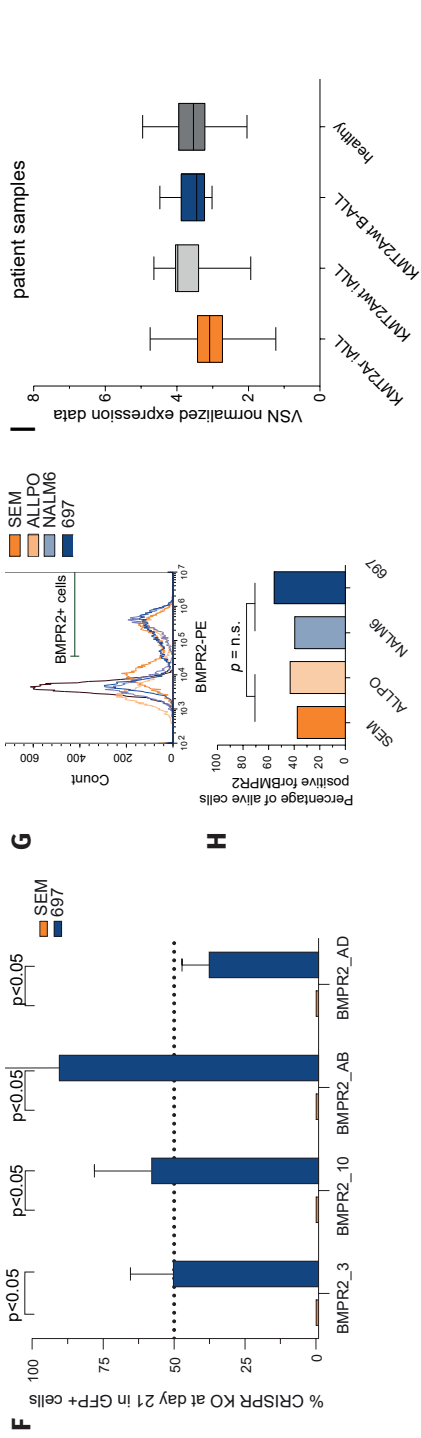 F
% CRISPR KO at day 21 in GFP+ cells
100
75
50
25
0
p<0.05
p<0.05
p<0.05
p<0.05
SEM
697
BMPR2_3
BMPR2_10
BMPR2_AB
BMPR2_AD
G
Count
600
400
200
0
BMPR2+ cells
10² 10³ 10⁴ 10⁵ 10⁶ 10⁷
BMPR2-PE
SEM
ALLPO
NALM6
697
H
Percentage of alive cells
positive forBMPR2
100
80
60
40
20
0
p = n.s.
SEM
ALLPO
NALM6
697
I
patient samples
VSN normalized expression data
8
6
4
2
0
KMT2Ar iALL
KMT2Awt iALL
KMT2Awt B-ALL
healthy